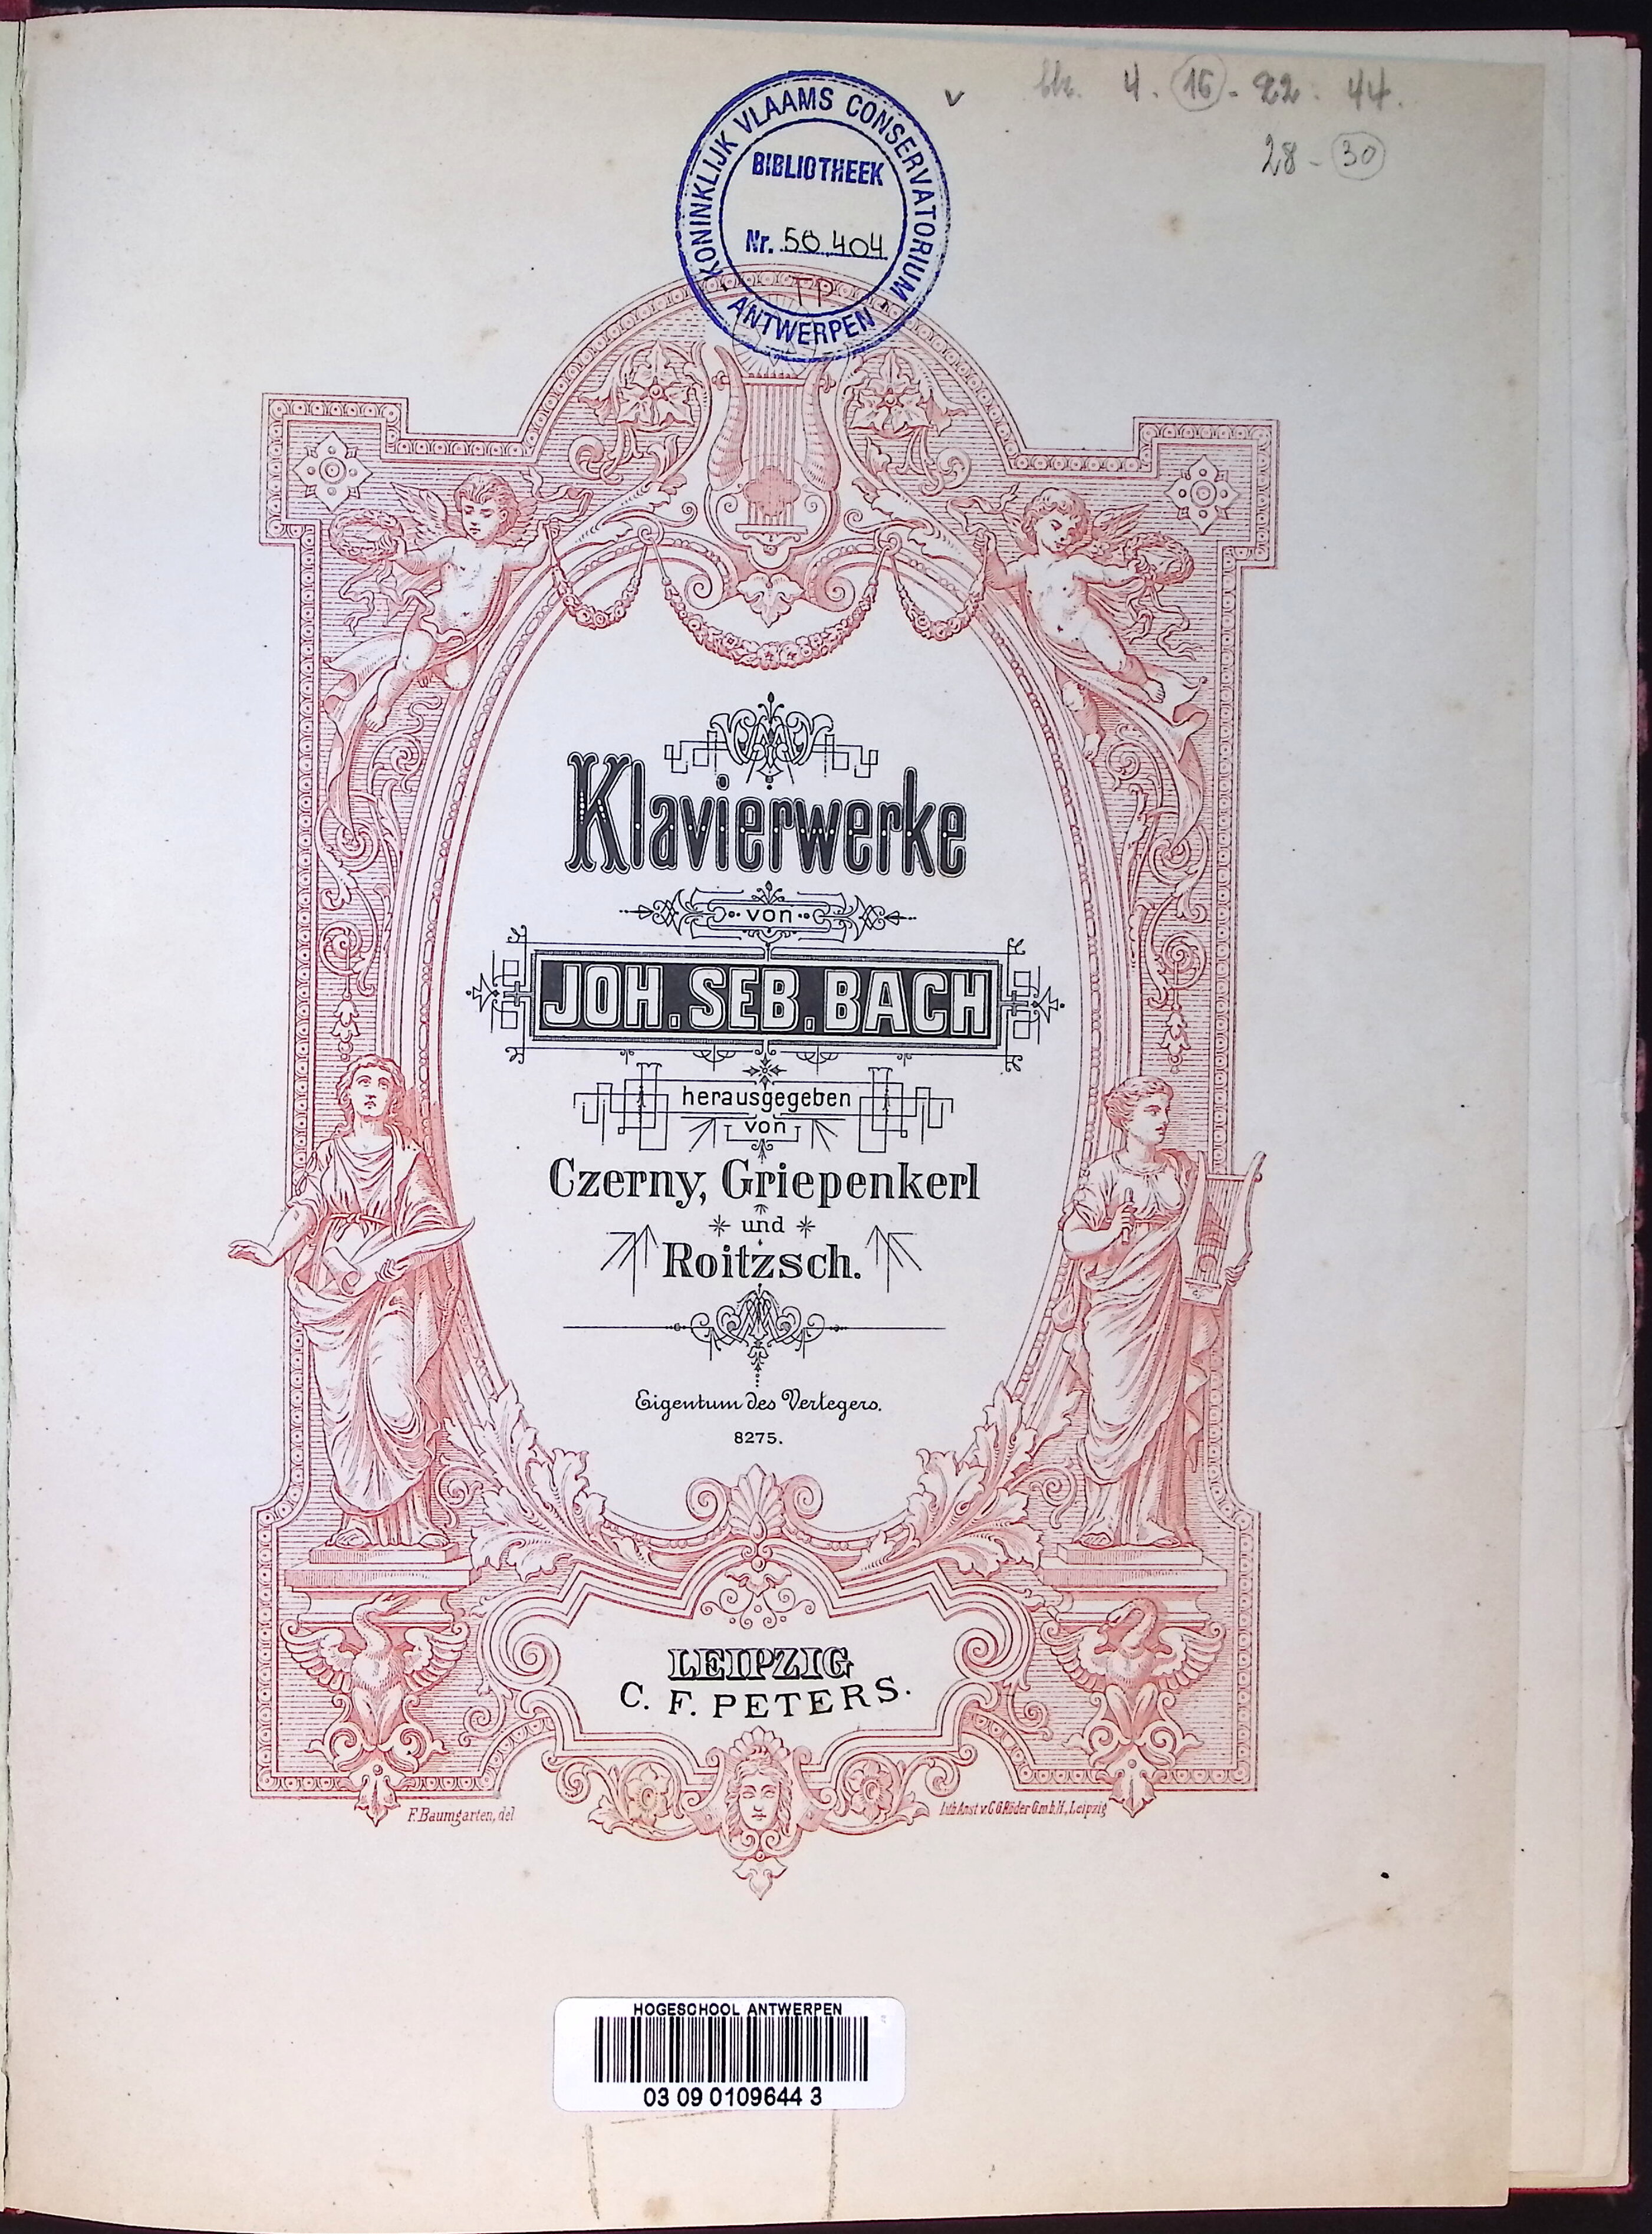 4. 16 - 22. 44.
28 - 30
KONINKLIJK VLAAMS CONSERVATORIUM
BIBLIOTHEEK
Nr. 56.404
TP
ANTWERPEN
Klavierwerke
von
JOH. SEB. BACH
herausgegeben
von
Czerny, Griepenkerl
und
Roitzsch.
Eigentum des Verlegers.
8275.
LEIPZIG
C. F. PETERS.
F. Baumgarten, del
Lith Anst v. C G Röder G.m.b.H, Leipzig
HOGESCHOOL ANTWERPEN
03 09 0109644 3